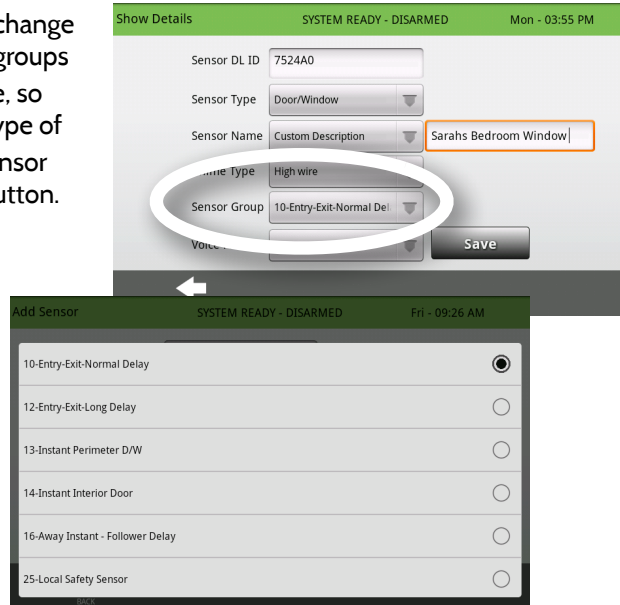 change
groups
e, so
ype of
nsor
utton.
Show Details SYSTEM READY - DISARMED Mon - 03:55 PM
Sensor DL ID 7524A0
Sensor Type Door/Window
Sensor Name Custom Description Sarahs Bedroom Window
Type High wire
Sensor Group 10-Entry-Exit-Normal Del
Save
Add Sensor SYSTEM READY - DISARMED Fri - 09:26 AM
10-Entry-Exit-Normal Delay
12-Entry-Exit-Long Delay
13-Instant Perimeter D/W
14-Instant Interior Door
16-Away Instant - Follower Delay
25-Local Safety Sensor
BACK